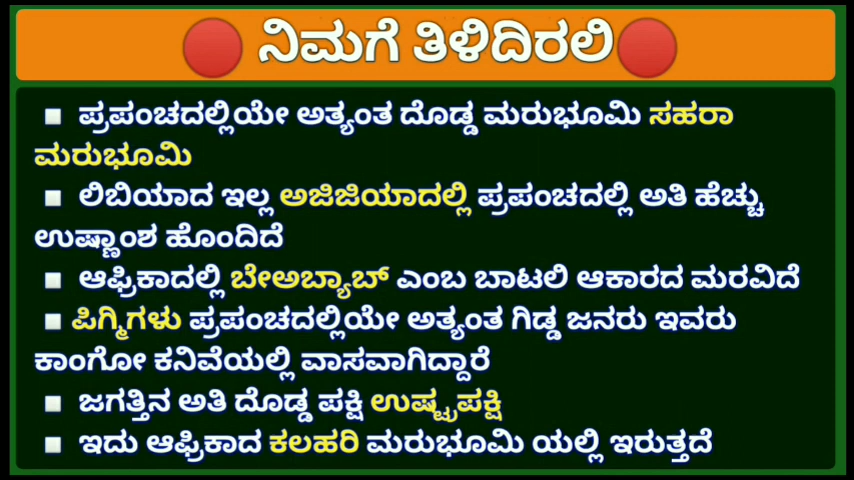 ನಿಮಗೆ ತಿಳಿದಿರಲಿ
ಪ್ರಪಂಚದಲ್ಲಿಯೇ ಅತ್ಯಂತ ದೊಡ್ಡ ಮರುಭೂಮಿ ಸಹರಾ
ಮರುಭೂಮಿ
ಲಿಬಿಯಾದ ಇಲ್ಲ ಅಜಿಜಿಯಾದಲ್ಲಿ ಪ್ರಪಂಚದಲ್ಲಿ ಅತಿ ಹೆಚ್ಚು
ಉಷ್ಣಾಂಶ ಹೊಂದಿದೆ
ಆಫ್ರಿಕಾದಲ್ಲಿ ಬೇಅಬ್ಯಾಬ್ ಎಂಬ ಬಾಟಲಿ ಆಕಾರದ ಮರವಿದೆ
ಪಿಗ್ಮಿಗಳು ಪ್ರಪಂಚದಲ್ಲಿಯೇ ಅತ್ಯಂತ ಗಿಡ್ಡ ಜನರು ಇವರು
ಕಾಂಗೋ ಕನಿವೆಯಲ್ಲಿ ವಾಸವಾಗಿದ್ದಾರೆ
ಜಗತ್ತಿನ ಅತಿ ದೊಡ್ಡ ಪಕ್ಷಿ ಉಷ್ಟ್ರಪಕ್ಷಿ
ಇದು ಆಫ್ರಿಕಾದ ಕಲಹರಿ ಮರುಭೂಮಿ ಯಲ್ಲಿ ಇರುತ್ತದೆ